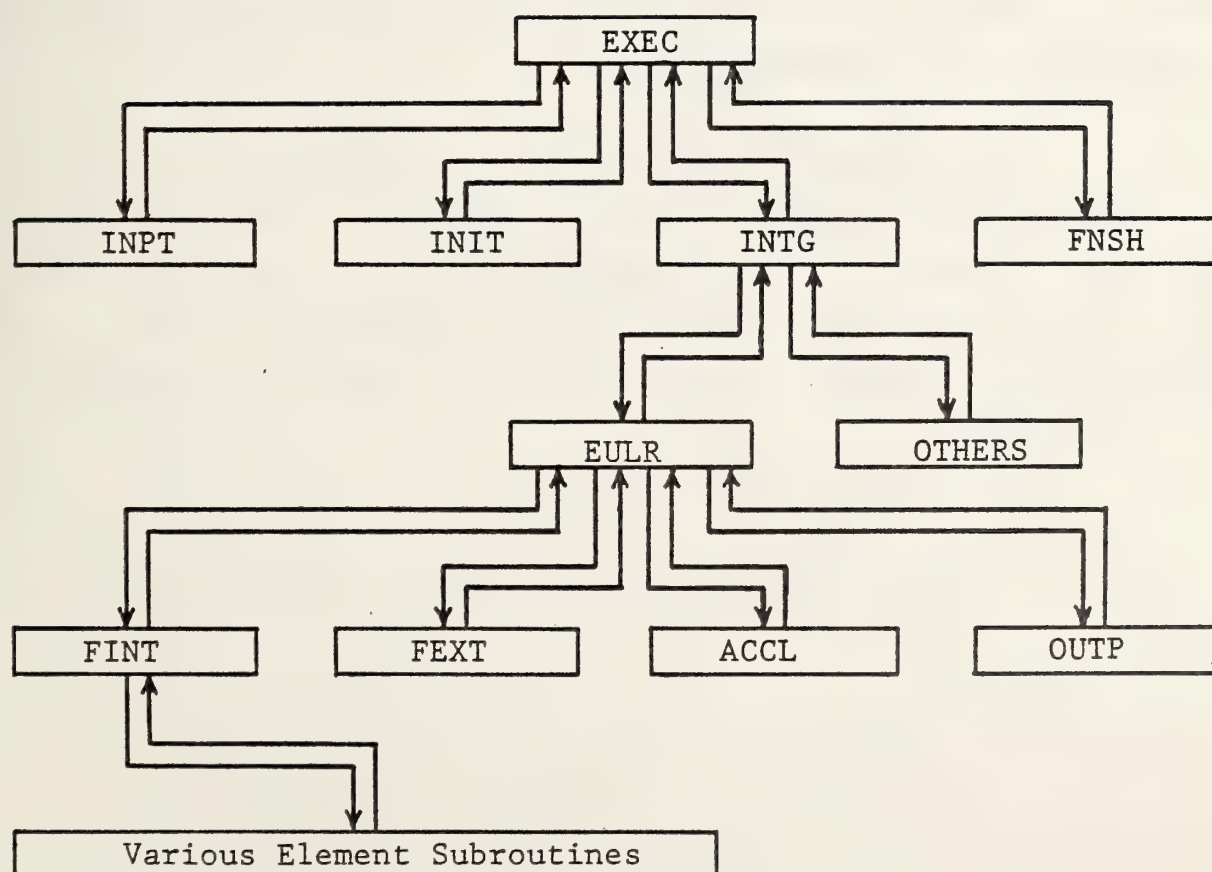 EXEC
INPT
INIT
INTG
FNSH
EULR
OTHERS
FINT
FEXT
ACCL
OUTP
Various Element Subroutines